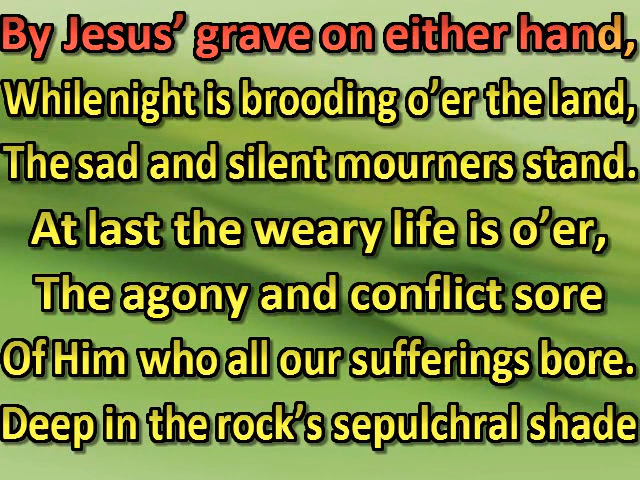 By Jesus’ grave on either hand,
While night is brooding o’er the land,
The sad and silent mourners stand.
At last the weary life is o’er,
The agony and conflict sore
Of Him who all our sufferings bore.
Deep in the rock’s sepulchral shade